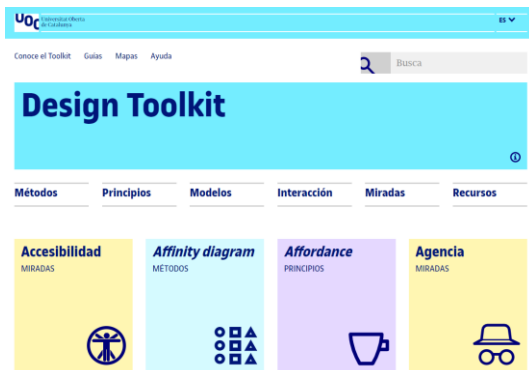 UOC Universitat Oberta
de Catalunya
ES
Conoce el Toolkit Guías Mapas Ayuda
Busca
Design Toolkit
Métodos Principios Modelos Interacción Miradas Recursos
Accesibilidad
MIRADAS
Affinity diagram
MÉTODOS
Affordance
PRINCIPIOS
Agencia
MIRADAS